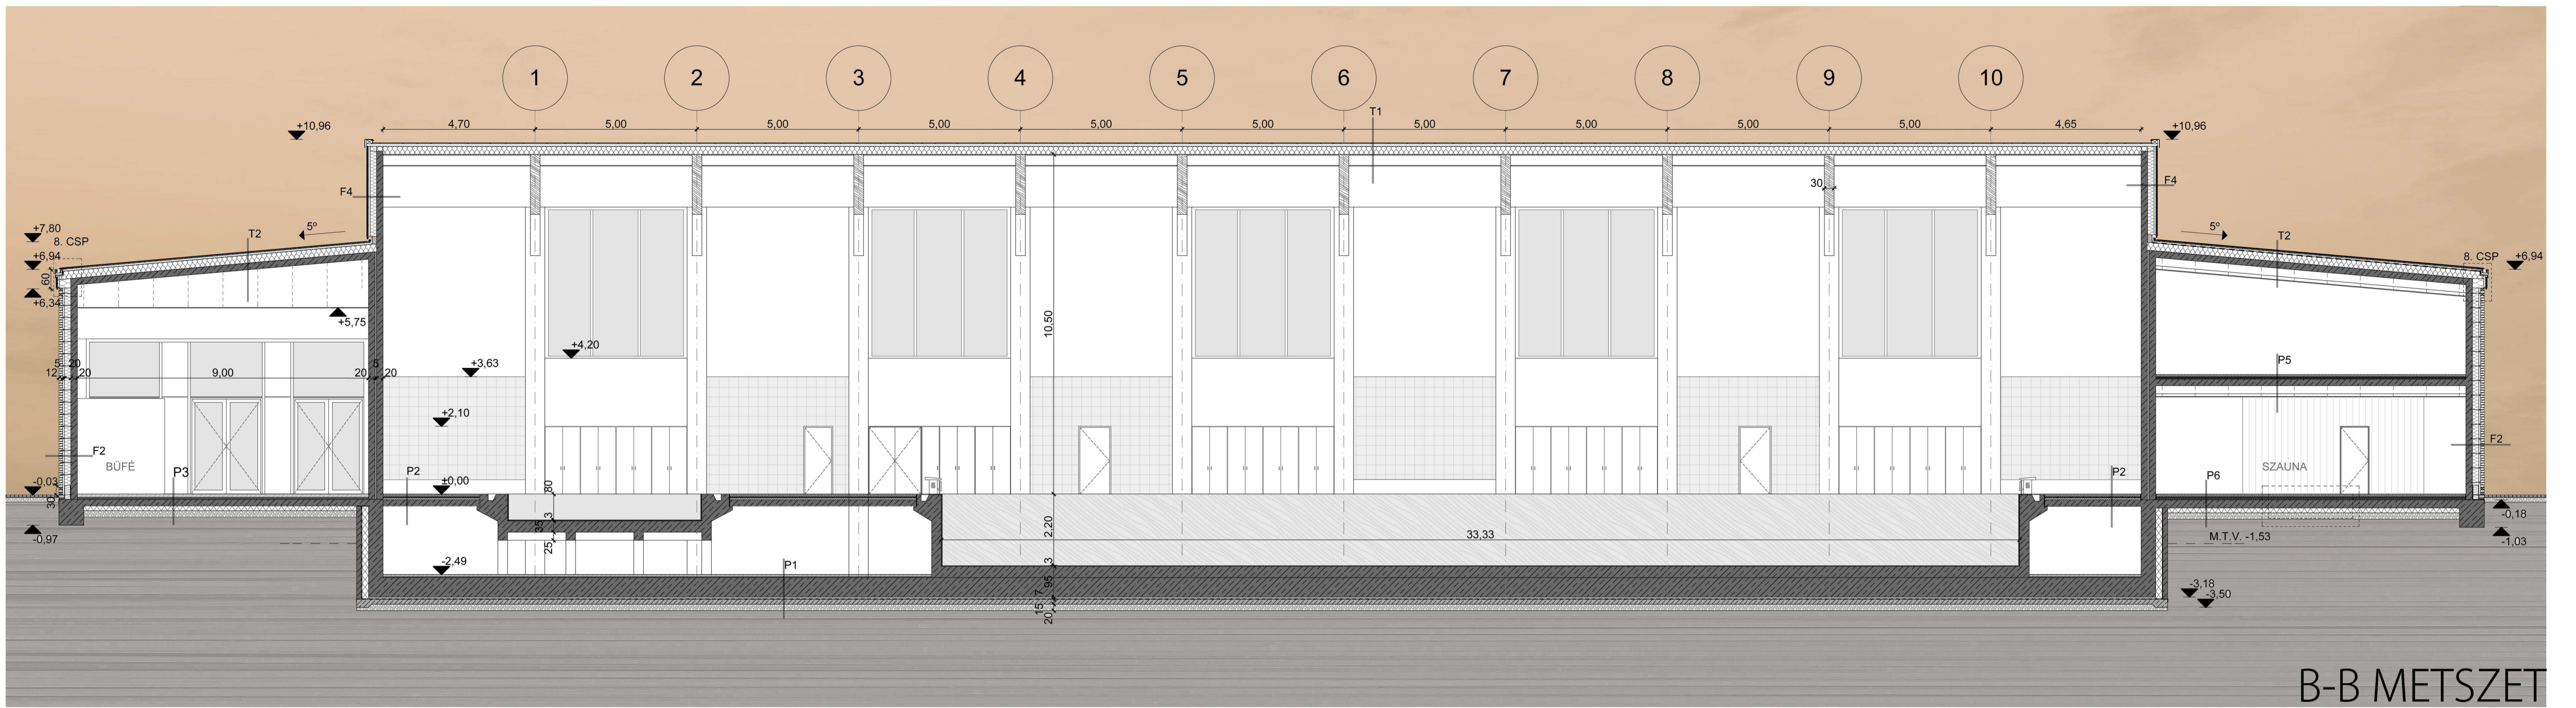 1 2 3 4 5 6 7 8 9 10
T1
4,70 5,00 5,00 5,00 5,00 5,00 5,00 5,00 5,00 5,00 4,65
+10,96 +10,96
F4 30 F4
+7,80 5º T2 5º T2
8. CSP 8. CSP
+6,94 +6,94
60
+6,34
+5,75
10,50
+4,20
+3,63
P5
5 20 5
12 20 9,00 20 20
+2,10
F2 F2
BÜFÉ P3 P2 SZAUNA P6 P2
-0,03 ±0,00 80
30
-0,18
35 3 2,20 33,33
-0,97 25 M.T.V. -1,53 -1,03
-2,49 P1 3
95
7 -3,18
15 -3,50
20
B-B METSZET